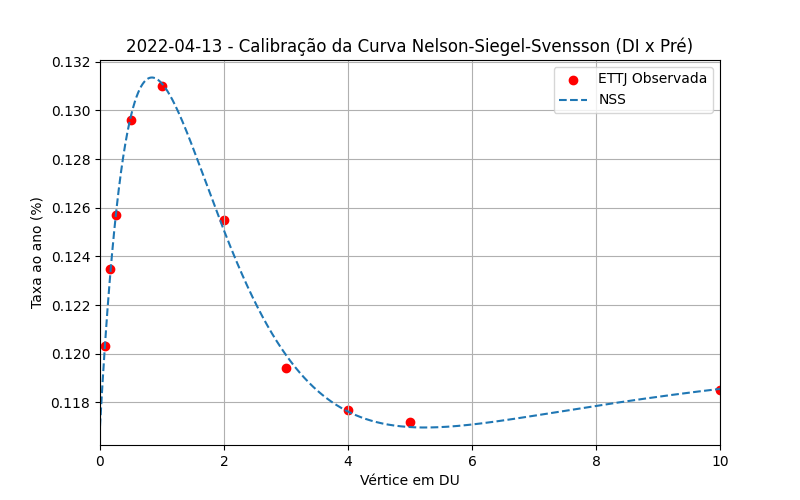 2022-04-13 - Calibração da Curva Nelson-Siegel-Svensson (DI x Pré)
0.132
0.130
0.128
0.126
0.124
0.122
0.120
0.118
Taxa ao ano (%)
ETTJ Observada
NSS
0 2 4 6 8 10
Vértice em DU